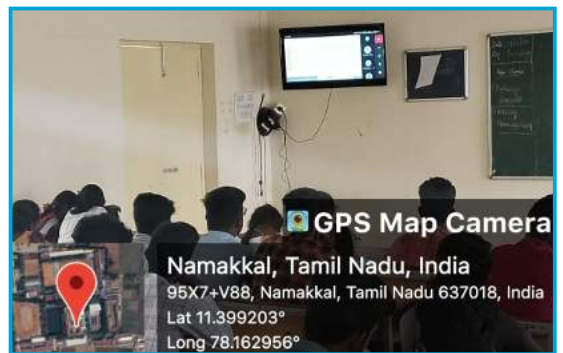 GPS Map Camera
Namakkal, Tamil Nadu, India
95X7+V88, Namakkal, Tamil Nadu 637018, India
Lat 11.399203°
Long 78.162956°